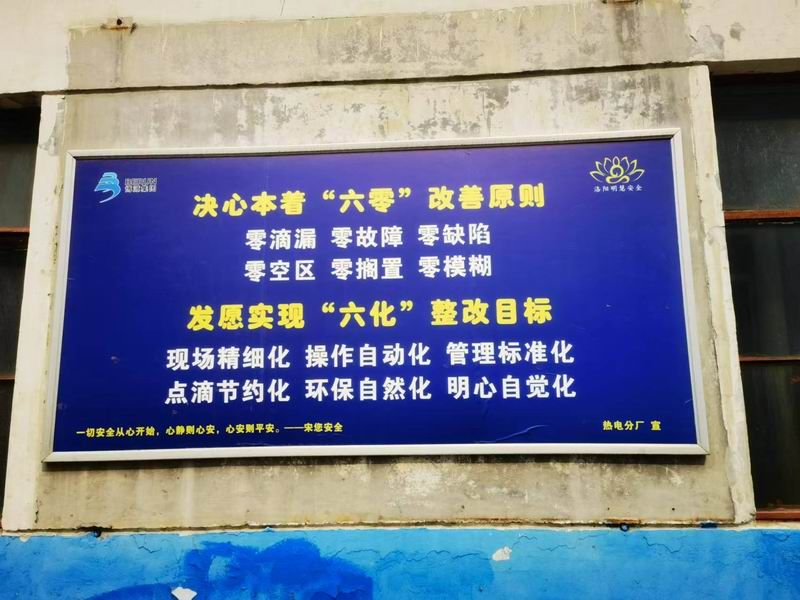 决心本着“六零”改善原则
洛阳明慧安全
零滴漏 零故障 零缺陷
零空区 零搁置 零模糊
发愿实现“六化”整改目标
现场精细化 操作自动化 管理标准化
点滴节约化 环保自然化 明心自觉化
一切安全从心开始，心静则心安，心安则平安。——宋您安全
热电分厂 宣